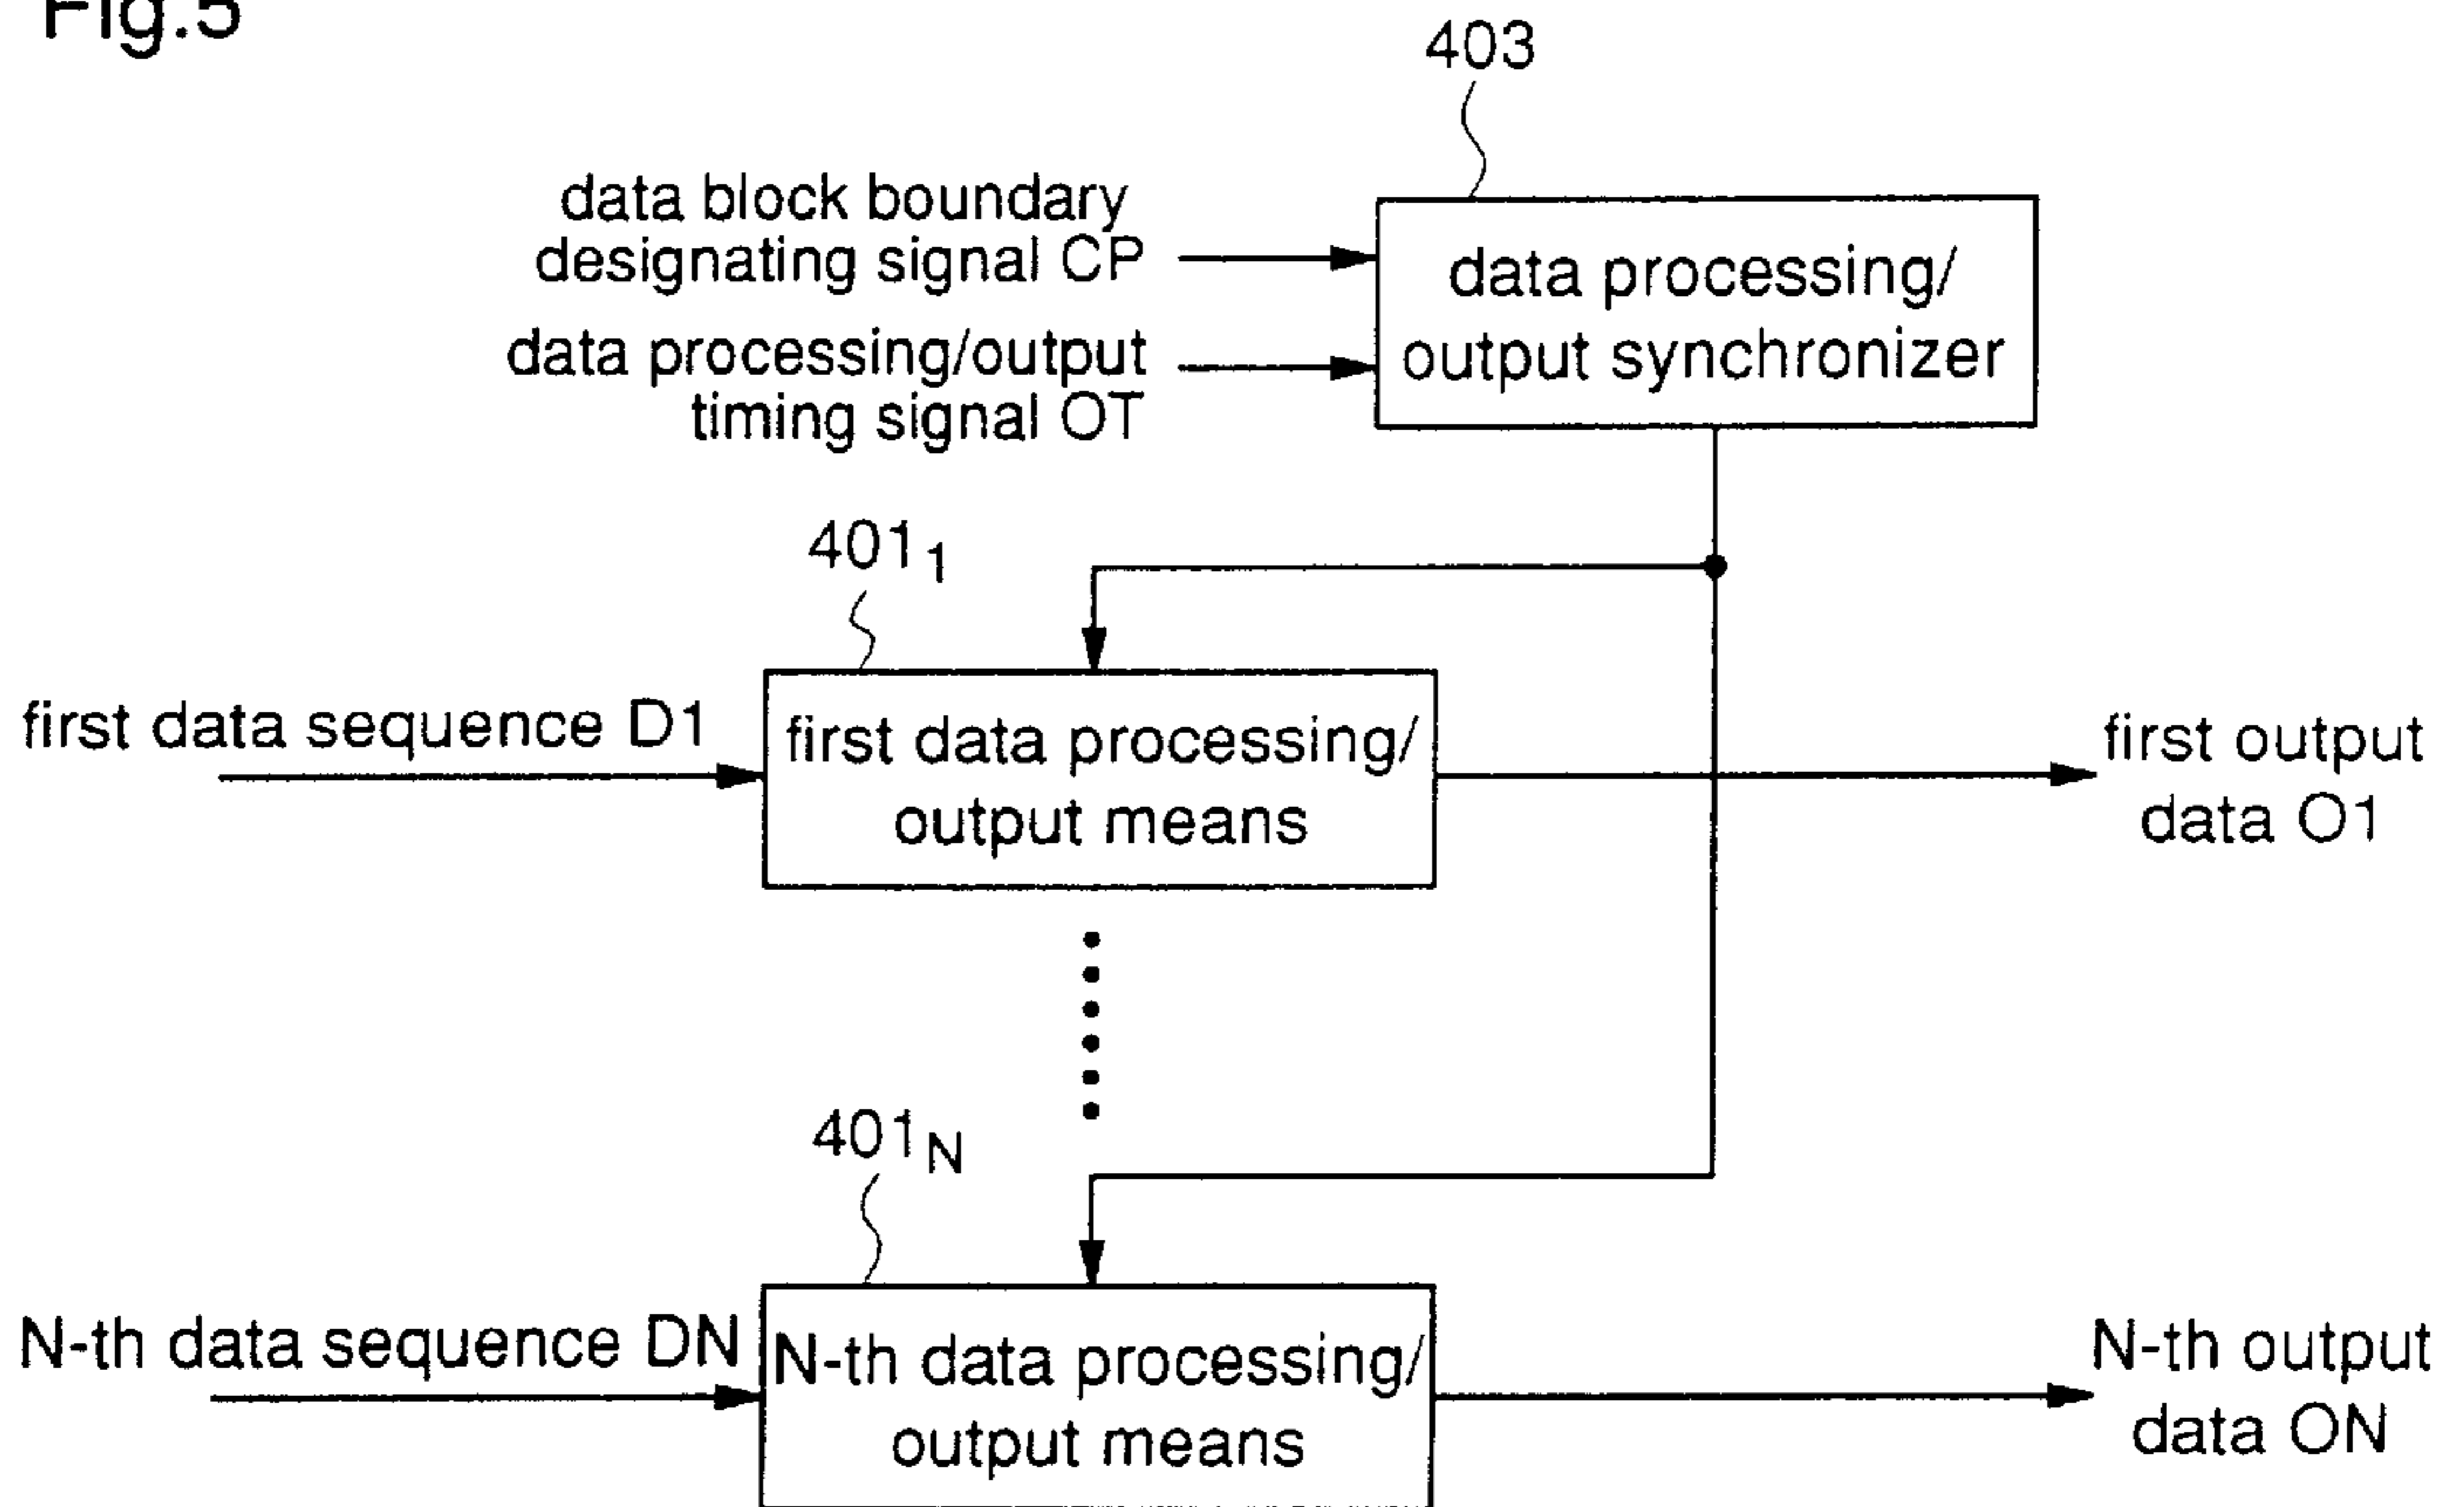 Fig.5
403
data block boundary
designating signal CP
data processing/output
timing signal OT
data processing/
output synchronizer
401₁
first data sequence D1
first data processing/
output means
first output
data O1
401N
N-th data sequence DN
N-th data processing/
output means
N-th output
data ON